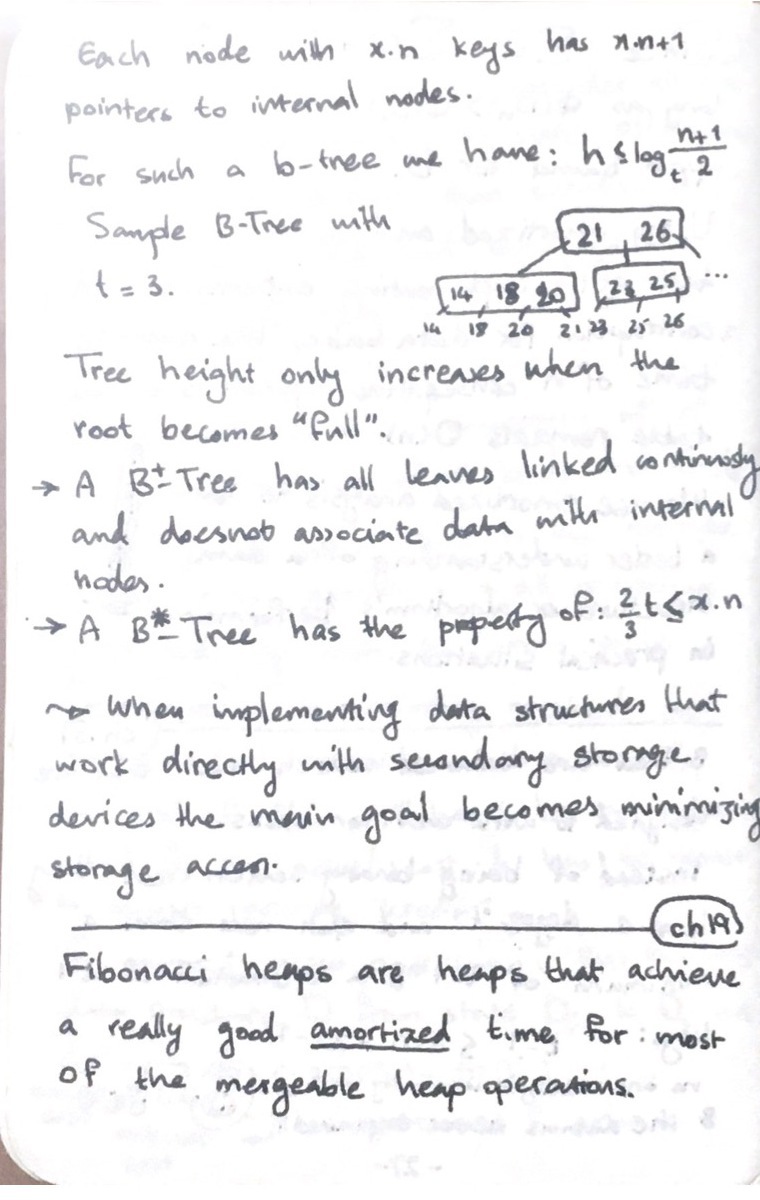 Each node with x.n keys has x.n+1
pointers to internal nodes.
For such a b-tree we have: h ≤ log_t (n+1)/2
Sample B-Tree with
t = 3.
21 26
14 18 20 23 25 ...
14 18 20 21 23 25 26
Tree height only increases when the
root becomes "full".
→ A B+-Tree has all leaves linked continously
and doesnot associate data with internal
nodes.
→ A B*-Tree has the property of: 2/3 t ≤ x.n
⇝ When implementing data structures that
work directly with secondary storage
devices the main goal becomes minimizing
storage access.
ch19
Fibonacci heaps are heaps that achieve
a really good amortized time for most
of the mergeable heap operations.